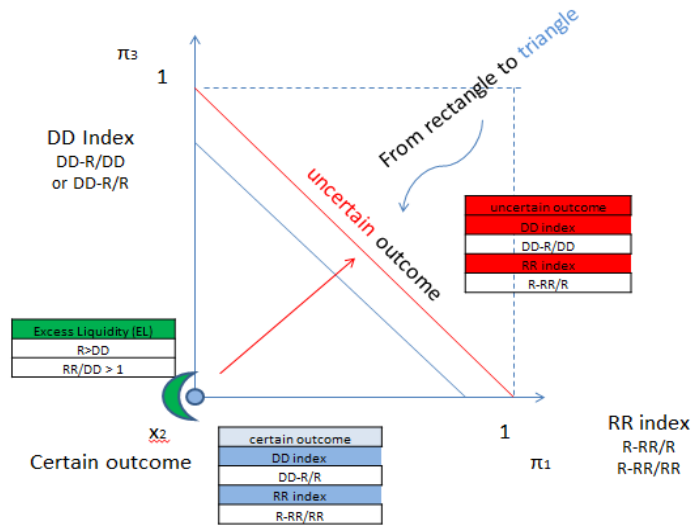 π3
1
DD Index
DD-R/DD
or DD-R/R
From rectangle to triangle
uncertain outcome
uncertain outcome
DD index
DD-R/DD
RR index
R-RR/R
Excess Liquidity (EL)
R>DD
RR/DD > 1
x2
1
RR index
R-RR/R
R-RR/RR
π1
Certain outcome
certain outcome
DD index
DD-R/R
RR index
R-RR/RR